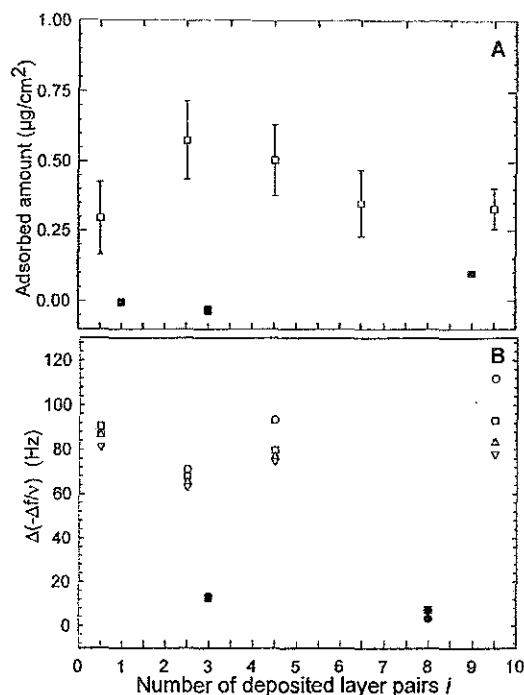 A
Adsorbed amount (µg/cm²)
1.00
0.75
0.50
0.25
0.00
B
Δ(-Δf/ν) (Hz)
120
100
80
60
40
20
0
0 1 2 3 4 5 6 7 8 9 10
Number of deposited layer pairs i